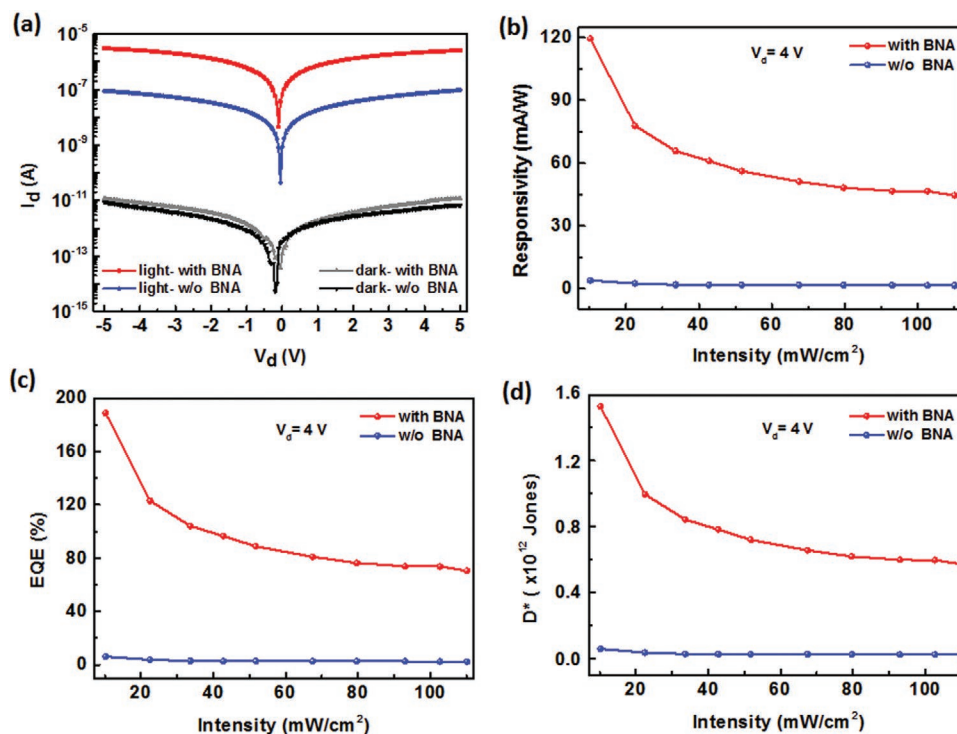 (a)
10⁻⁵
10⁻⁷
10⁻⁹
10⁻¹¹
10⁻¹³
10⁻¹⁵
I_d (A)
light- with BNA
light- w/o BNA
dark- with BNA
dark- w/o BNA
-5 -4 -3 -2 -1 0 1 2 3 4 5
V_d (V)
(b)
120
90
60
30
0
Responsivity (mA/W)
V_d= 4 V
with BNA
w/o BNA
20 40 60 80 100
Intensity (mW/cm²)
(c)
200
160
120
80
40
0
EQE (%)
V_d= 4 V
with BNA
w/o BNA
20 40 60 80 100
Intensity (mW/cm²)
(d)
1.6
1.2
0.8
0.4
0.0
D* ( x10¹² Jones)
V_d= 4 V
with BNA
w/o BNA
20 40 60 80 100
Intensity (mW/cm²)